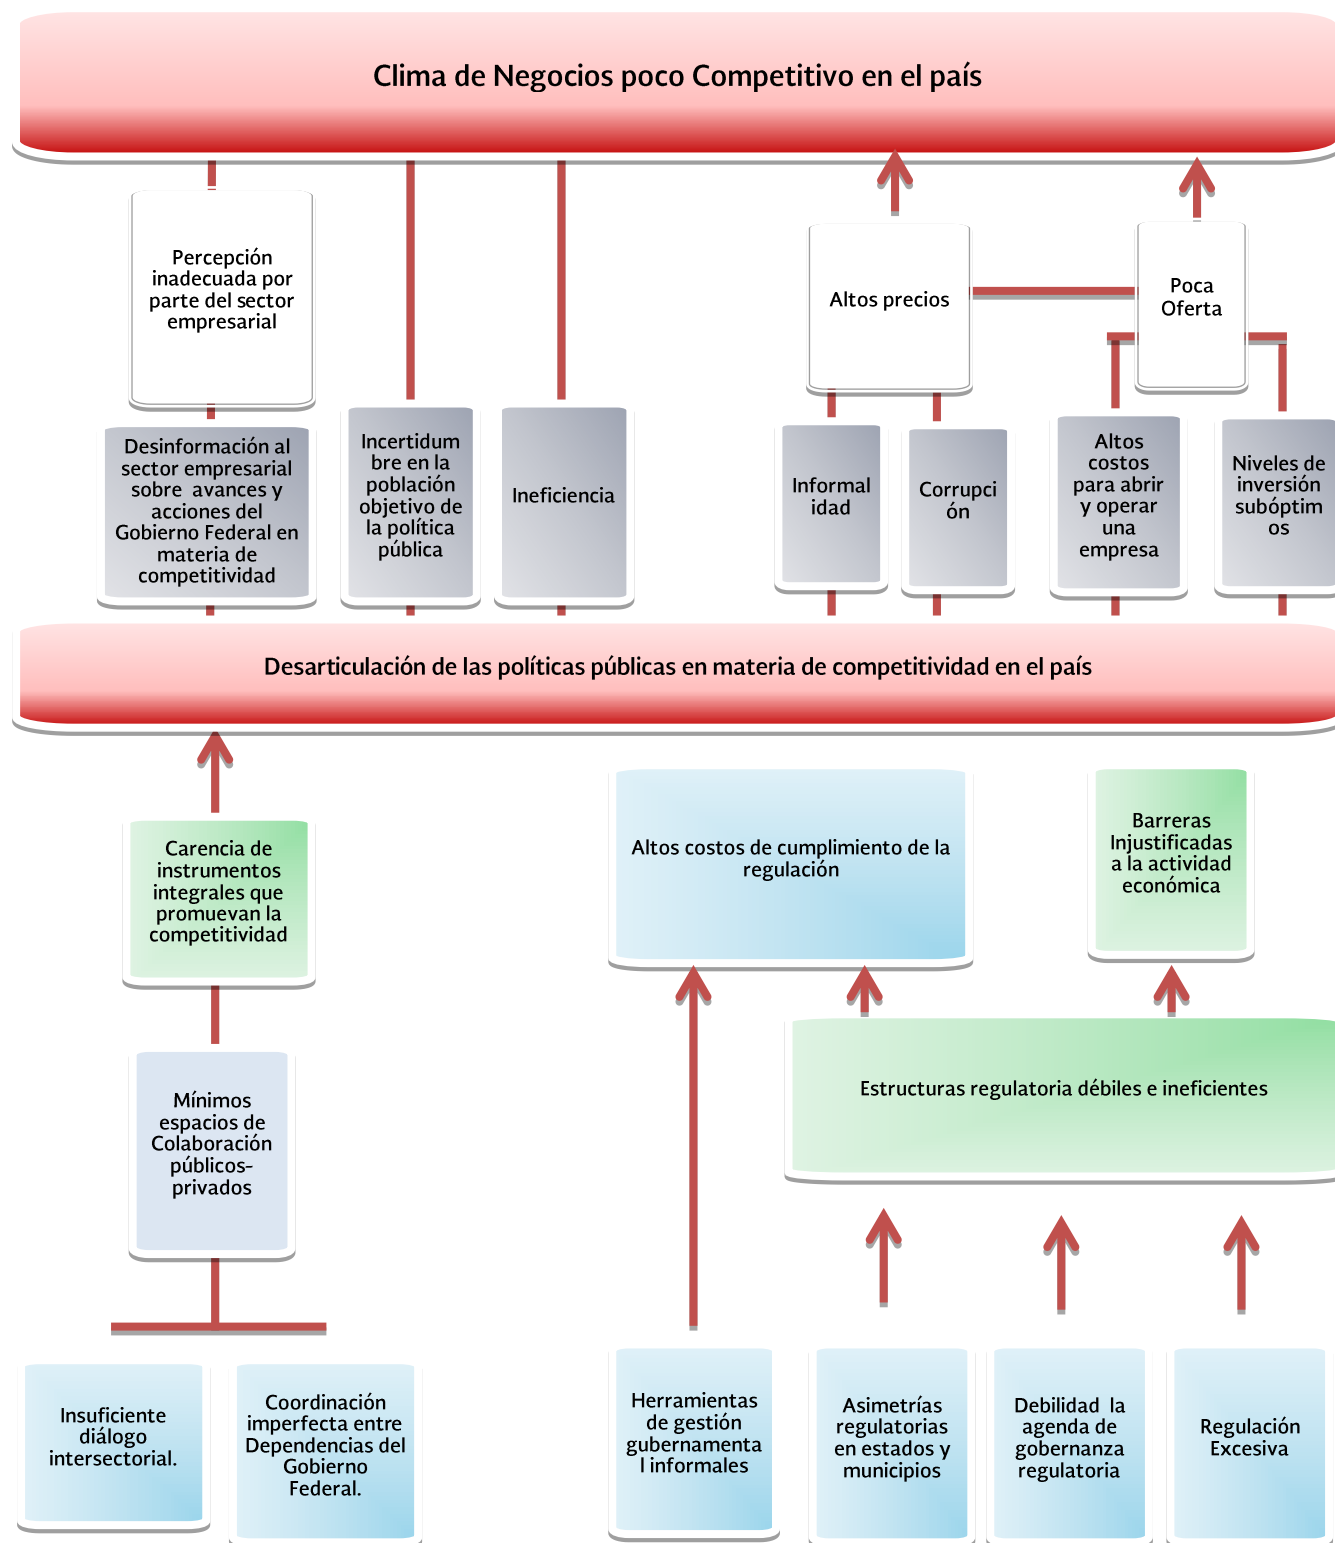 Clima de Negocios poco Competitivo en el país
Percepción
inadecuada por
parte del sector
empresarial
Altos precios
Poca
Oferta
Desinformación al
sector empresarial
sobre  avances y
acciones del
Gobierno Federal en
materia de
competitividad
Incertidum
bre en la
población
objetivo de
la política
pública
Ineficiencia
Informal
idad
Corrupci
ón
Altos
costos
para abrir
y operar
una
empresa
Niveles de
inversión
subóptim
os
Desarticulación de las políticas públicas en materia de competitividad en el país
Carencia de
instrumentos
integrales que
promuevan la
competitividad
Altos costos de cumplimiento de la
regulación
Barreras
Injustificadas
a la actividad
económica
Estructuras regulatoria débiles e ineficientes
Mínimos
espacios de
Colaboración
públicos-
privados
Insuficiente
diálogo
intersectorial.
Coordinación
imperfecta entre
Dependencias del
Gobierno
Federal.
Herramientas
de gestión
gubernamenta
l informales
Asimetrías
regulatorias
en estados y
municipios
Debilidad  la
agenda de
gobernanza
regulatoria
Regulación
Excesiva